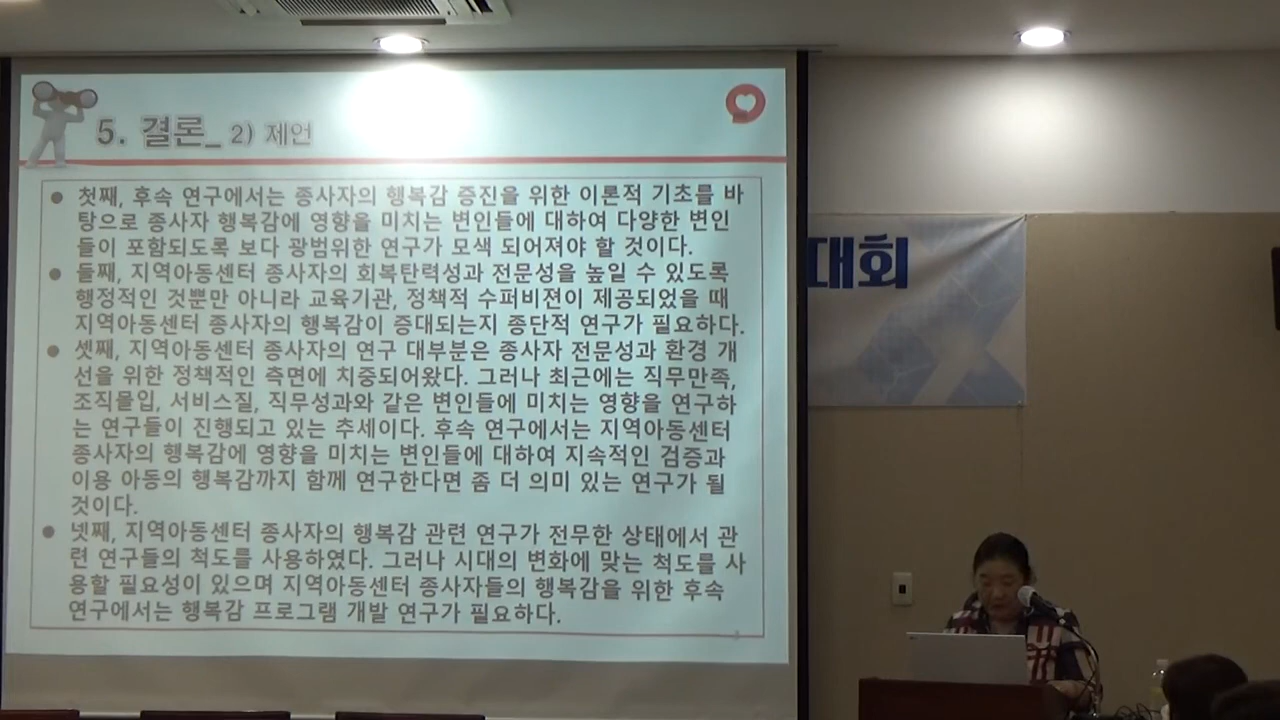 5. 결론_ 2) 제언
● 첫째, 후속 연구에서는 종사자의 행복감 증진을 위한 이론적 기초를 바
탕으로 종사자 행복감에 영향을 미치는 변인들에 대하여 다양한 변인
들이 포함되도록 보다 광범위한 연구가 모색 되어져야 할 것이다.
● 둘째, 지역아동센터 종사자의 회복탄력성과 전문성을 높일 수 있도록
행정적인 것뿐만 아니라 교육기관, 정책적 수퍼비젼이 제공되었을 때
지역아동센터 종사자의 행복감이 증대되는지 종단적 연구가 필요하다.
● 셋째, 지역아동센터 종사자의 연구 대부분은 종사자 전문성과 환경 개
선을 위한 정책적인 측면에 치중되어왔다. 그러나 최근에는 직무만족,
조직몰입, 서비스질, 직무성과와 같은 변인들에 미치는 영향을 연구하
는 연구들이 진행되고 있는 추세이다. 후속 연구에서는 지역아동센터
종사자의 행복감에 영향을 미치는 변인들에 대하여 지속적인 검증과
이용 아동의 행복감까지 함께 연구한다면 좀 더 의미 있는 연구가 될
것이다.
● 넷째, 지역아동센터 종사자의 행복감 관련 연구가 전무한 상태에서 관
련 연구들의 척도를 사용하였다. 그러나 시대의 변화에 맞는 척도를 사
용할 필요성이 있으며 지역아동센터 종사자들의 행복감을 위한 후속
연구에서는 행복감 프로그램 개발 연구가 필요하다.
대회